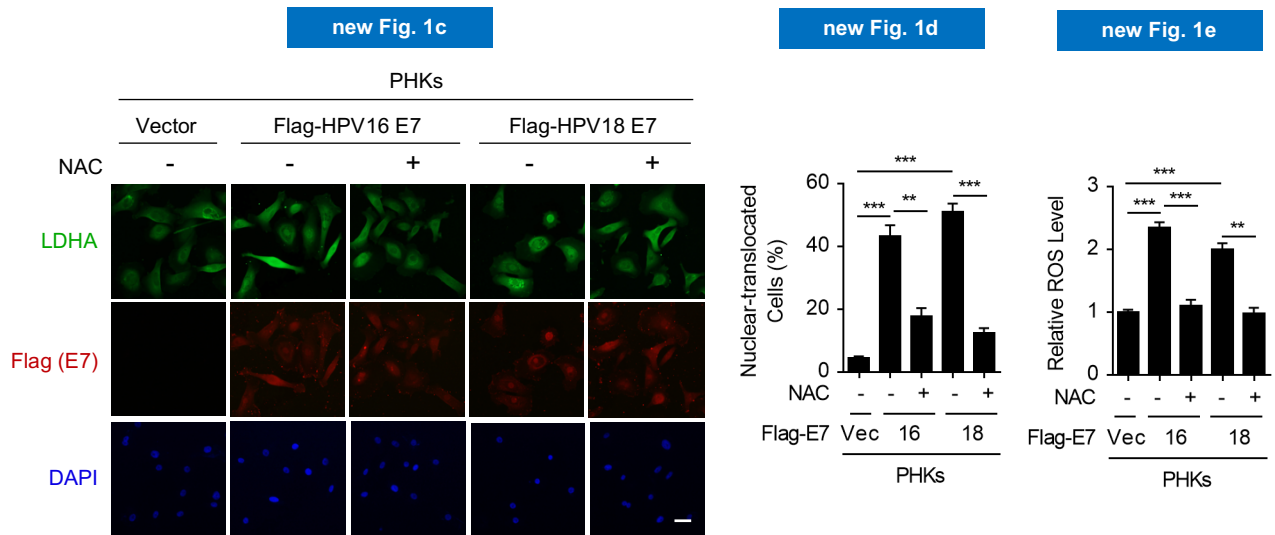 new Fig. 1c
PHKs
Vector Flag-HPV16 E7 Flag-HPV18 E7
NAC - - + - +
LDHA
Flag (E7)
DAPI
new Fig. 1d
Nuclear-translocated
Cells (%)
60
40
20
0
***
*** ** ***
NAC - - + - +
Flag-E7 Vec 16 18
PHKs
new Fig. 1e
Relative ROS Level
3
2
1
0
***
*** *** **
NAC - - + - +
Flag-E7 Vec 16 18
PHKs